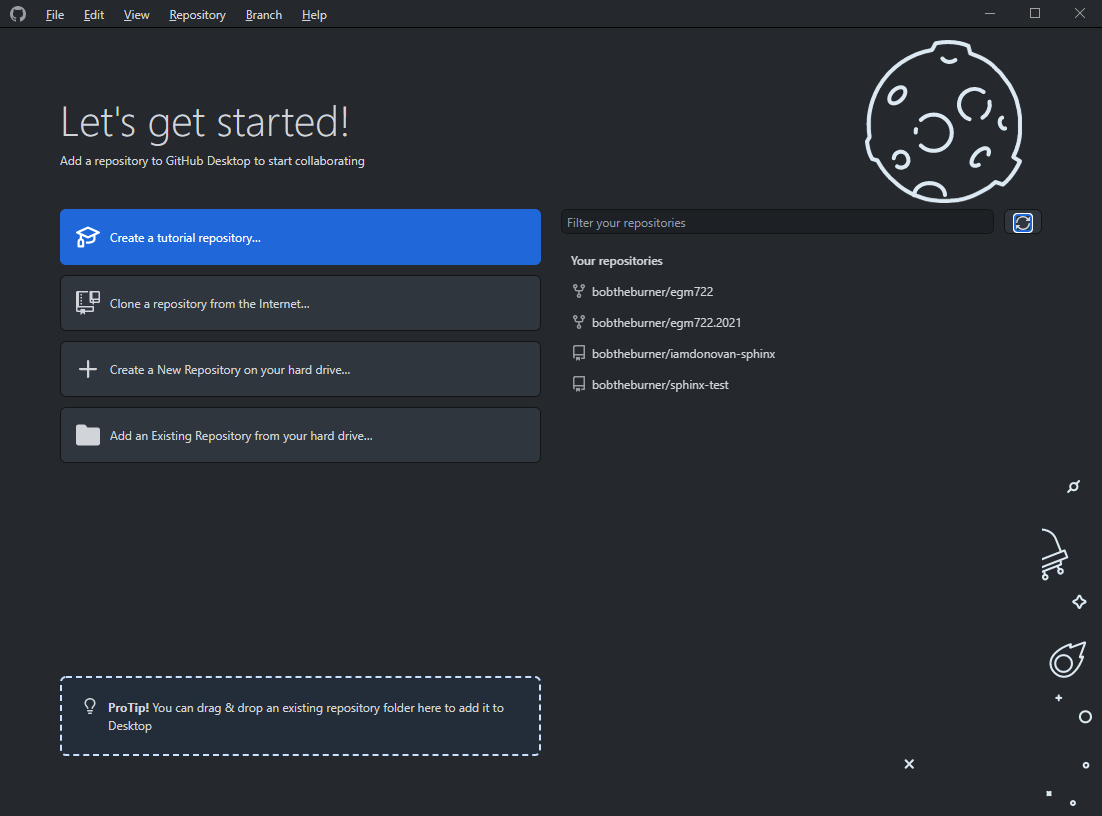 File Edit View Repository Branch Help
Let's get started!
Add a repository to GitHub Desktop to start collaborating
Create a tutorial repository...
Clone a repository from the Internet...
Create a New Repository on your hard drive...
Add an Existing Repository from your hard drive...
Filter your repositories
Your repositories
bobtheburner/egm722
bobtheburner/egm722.2021
bobtheburner/iamdonovan-sphinx
bobtheburner/sphinx-test
ProTip! You can drag & drop an existing repository folder here to add it to
Desktop